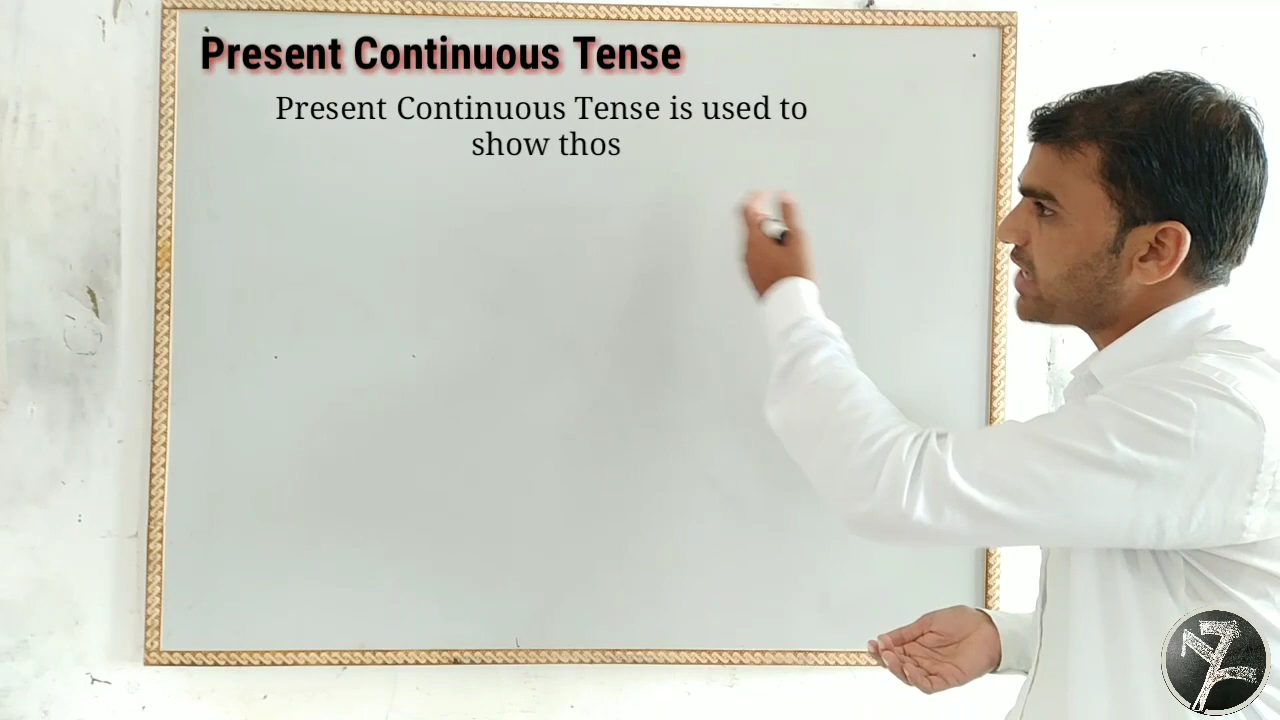 Present Continuous Tense
Present Continuous Tense is used to
show thos